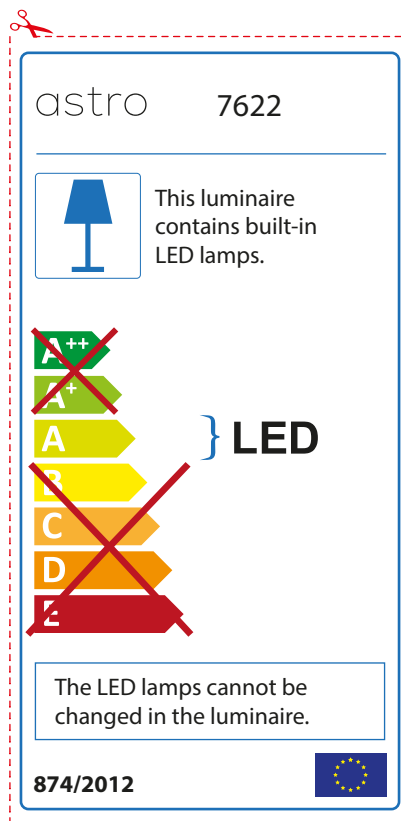 astro 7622
This luminaire
contains built-in
LED lamps.
A++
A+
A
B
C
D
E
LED
The LED lamps cannot be
changed in the luminaire.
874/2012